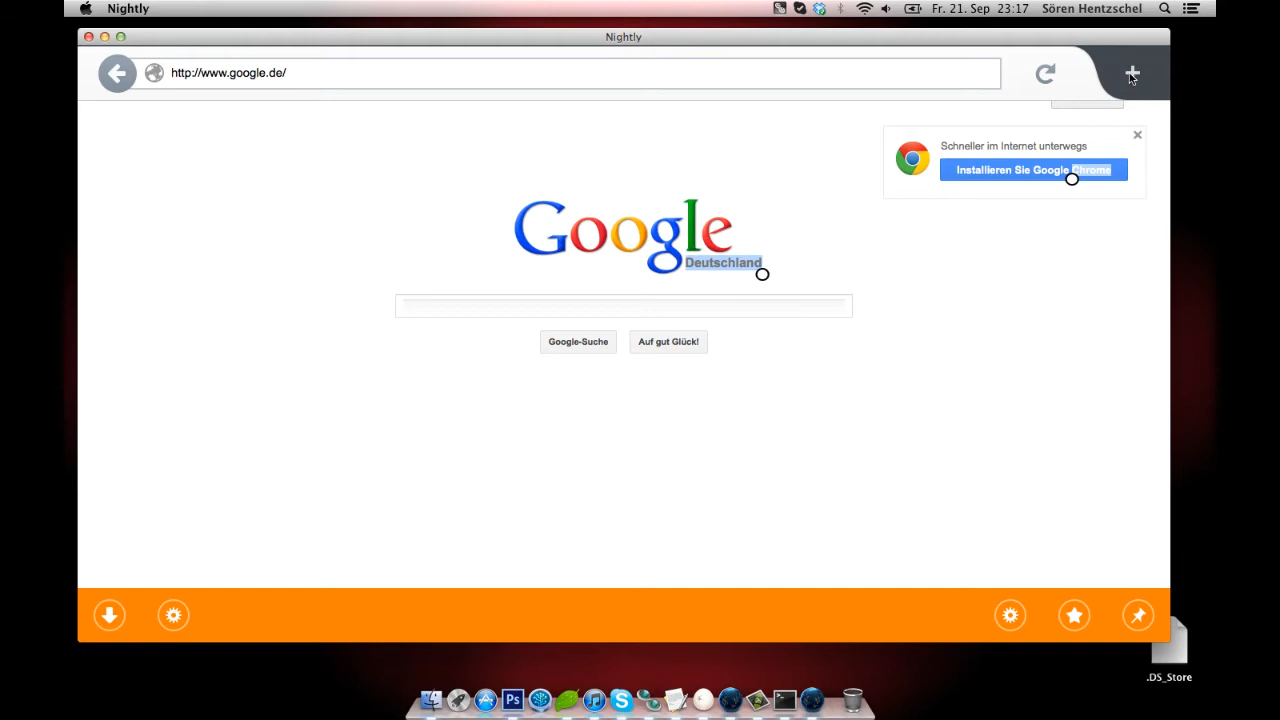 Nightly
Fr. 21. Sep 23:17 Sören Hentzschel
Nightly
http://www.google.de/
Schneller im Internet unterwegs
Installieren Sie Google Chrome
Google
Deutschland
Google-Suche Auf gut Glück!
.DS_Store
Ps